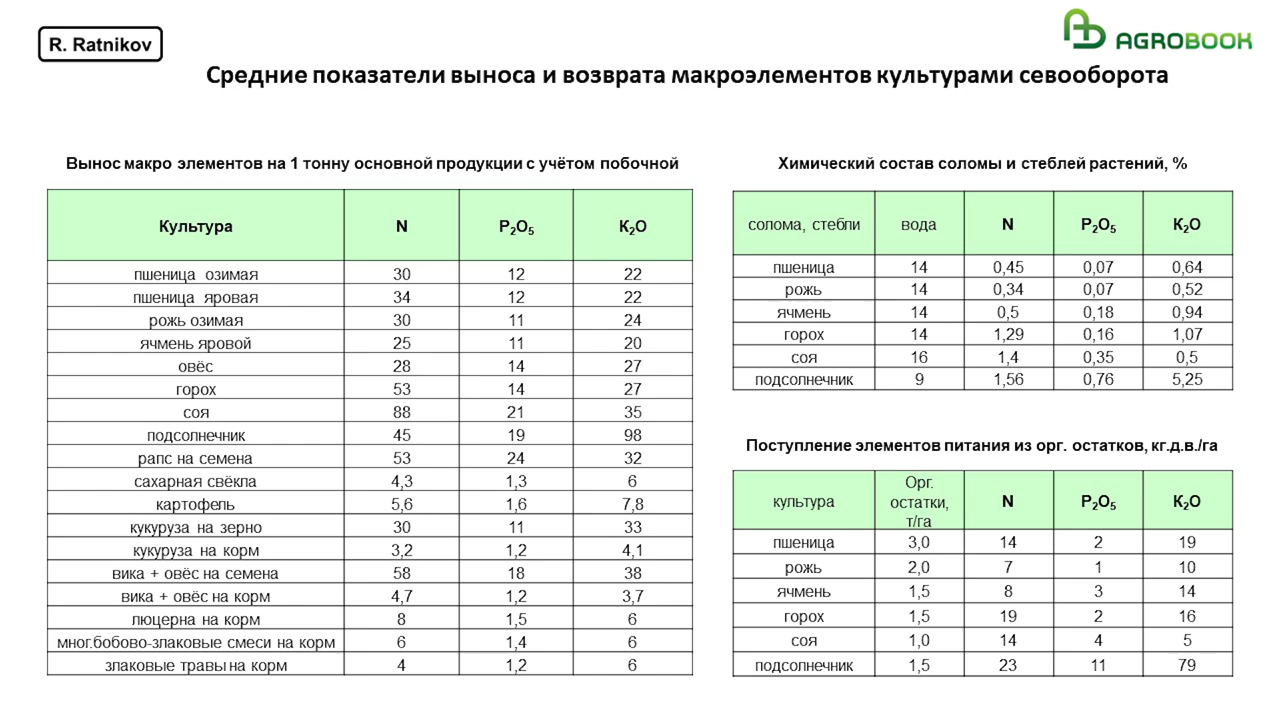 R. Ratnikov
AGROBOOK
Средние показатели выноса и возврата макроэлементов культурами севооборота
Вынос макро элементов на 1 тонну основной продукции с учётом побочной
Культура N P₂O₅ K₂O
пшеница озимая 30 12 22
пшеница яровая 34 12 22
рожь озимая 30 11 24
ячмень яровой 25 11 20
овёс 28 14 27
горох 53 14 27
соя 88 21 35
подсолнечник 45 19 98
рапс на семена 53 24 32
сахарная свёкла 4,3 1,3 6
картофель 5,6 1,6 7,8
кукуруза на зерно 30 11 33
кукуруза на корм 3,2 1,2 4,1
вика + овёс на семена 58 18 38
вика + овёс на корм 4,7 1,2 3,7
люцерна на корм 8 1,5 6
мног.бобово-злаковые смеси на корм 6 1,4 6
злаковые травы на корм 4 1,2 6
Химический состав соломы и стеблей растений, %
солома, стебли вода N P₂O₅ K₂O
пшеница 14 0,45 0,07 0,64
рожь 14 0,34 0,07 0,52
ячмень 14 0,5 0,18 0,94
горох 14 1,29 0,16 1,07
соя 16 1,4 0,35 0,5
подсолнечник 9 1,56 0,76 5,25
Поступление элементов питания из орг. остатков, кг.д.в./га
культура Орг. остатки, т/га N P₂O₅ K₂O
пшеница 3,0 14 2 19
рожь 2,0 7 1 10
ячмень 1,5 8 3 14
горох 1,5 19 2 16
соя 1,0 14 4 5
подсолнечник 1,5 23 11 79